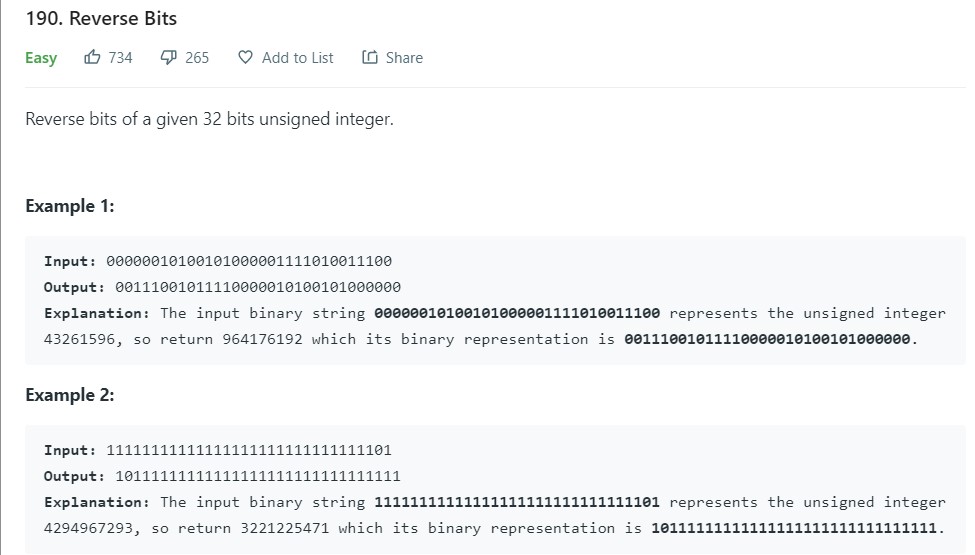 190. Reverse Bits
Easy 734 265 Add to List Share
Reverse bits of a given 32 bits unsigned integer.
Example 1:
Input: 00000010100101000001111010011100
Output: 00111001011110000010100101000000
Explanation: The input binary string 00000010100101000001111010011100 represents the unsigned integer
43261596, so return 964176192 which its binary representation is 00111001011110000010100101000000.
Example 2:
Input: 11111111111111111111111111111101
Output: 10111111111111111111111111111111
Explanation: The input binary string 11111111111111111111111111111101 represents the unsigned integer
4294967293, so return 3221225471 which its binary representation is 10111111111111111111111111111111.